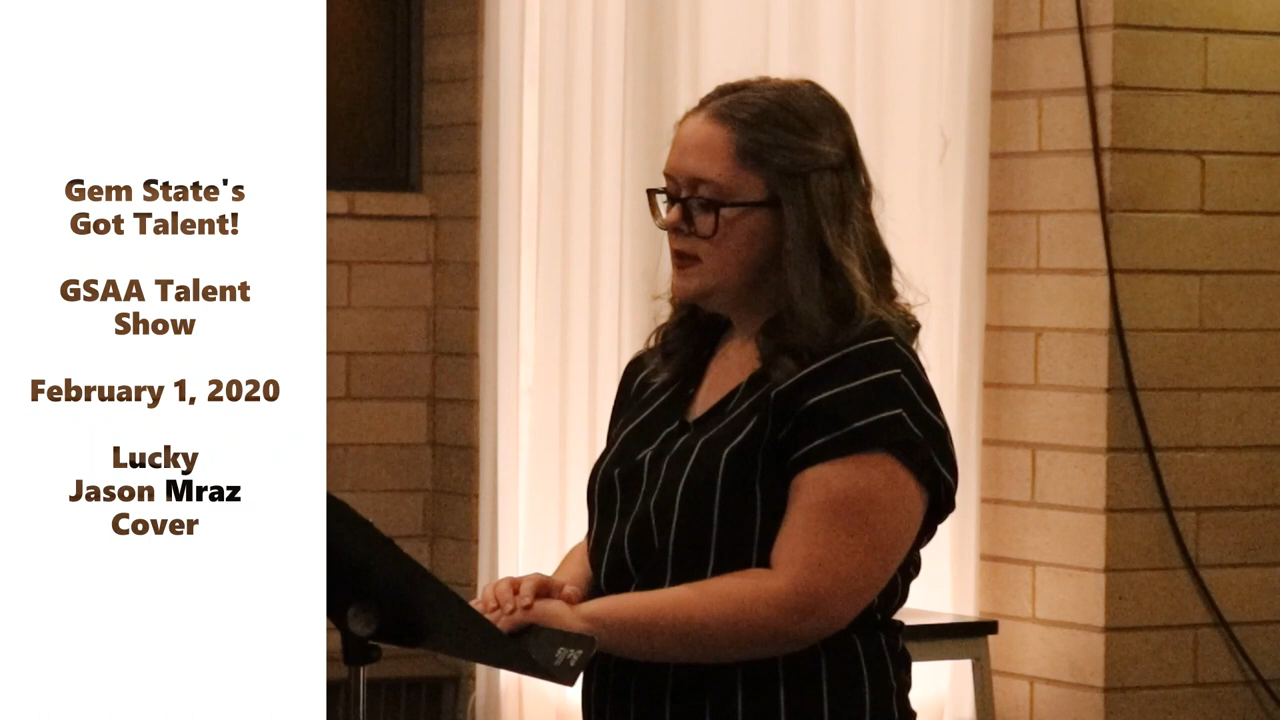 Gem State's
Got Talent!
GSAA Talent
Show
February 1, 2020
Lucky
Jason Mraz
Cover